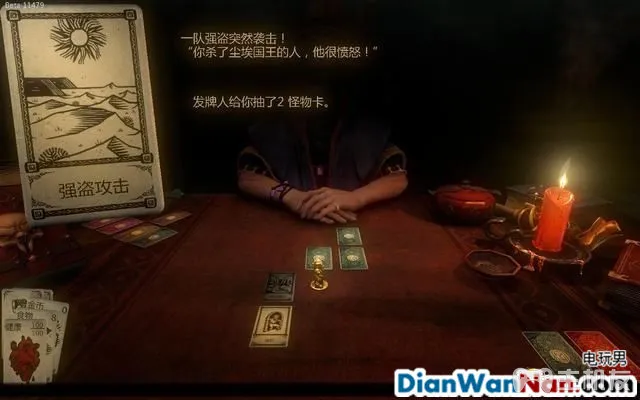 Beta 11479
一队强盗突然袭击！
“你杀了尘埃国王的人，他很愤怒！”
发牌人给你抽了2 怪物卡。
强盗攻击
金币
食物
健康
100
100
电玩男
DianWanNan.com